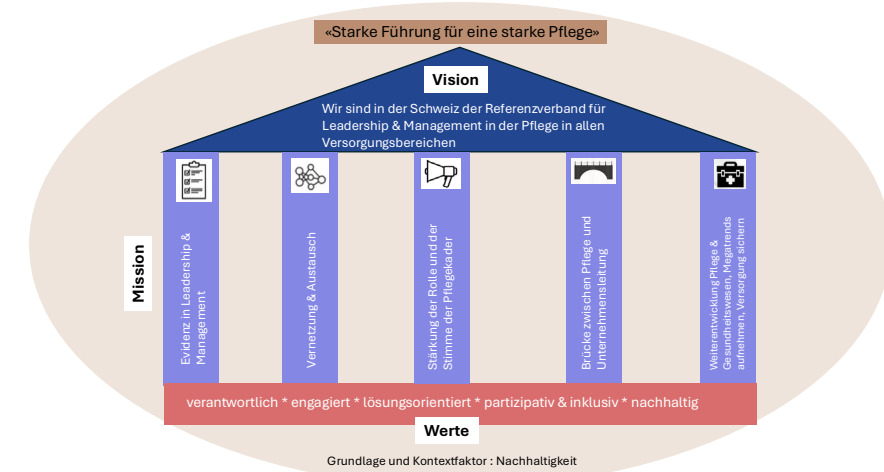 «Starke Führung für eine starke Pflege»
Vision
Wir sind in der Schweiz der Referenzverband für
Leadership & Management in der Pflege in allen
Versorgungsbereichen
Mission
Evidenz in Leadership &
Management
Vernetzung & Austausch
Stärkung der Rolle und der
Stimme der Pflegekader
Brücke zwischen Pflege und
Unternehmensleitung
Weiterentwicklung Pflege &
Gesundheitswesen, Megatrends
aufnehmen, Versorgung sichern
verantwortlich * engagiert * lösungsorientiert * partizipativ & inklusiv * nachhaltig
Werte
Grundlage und Kontextfaktor : Nachhaltigkeit